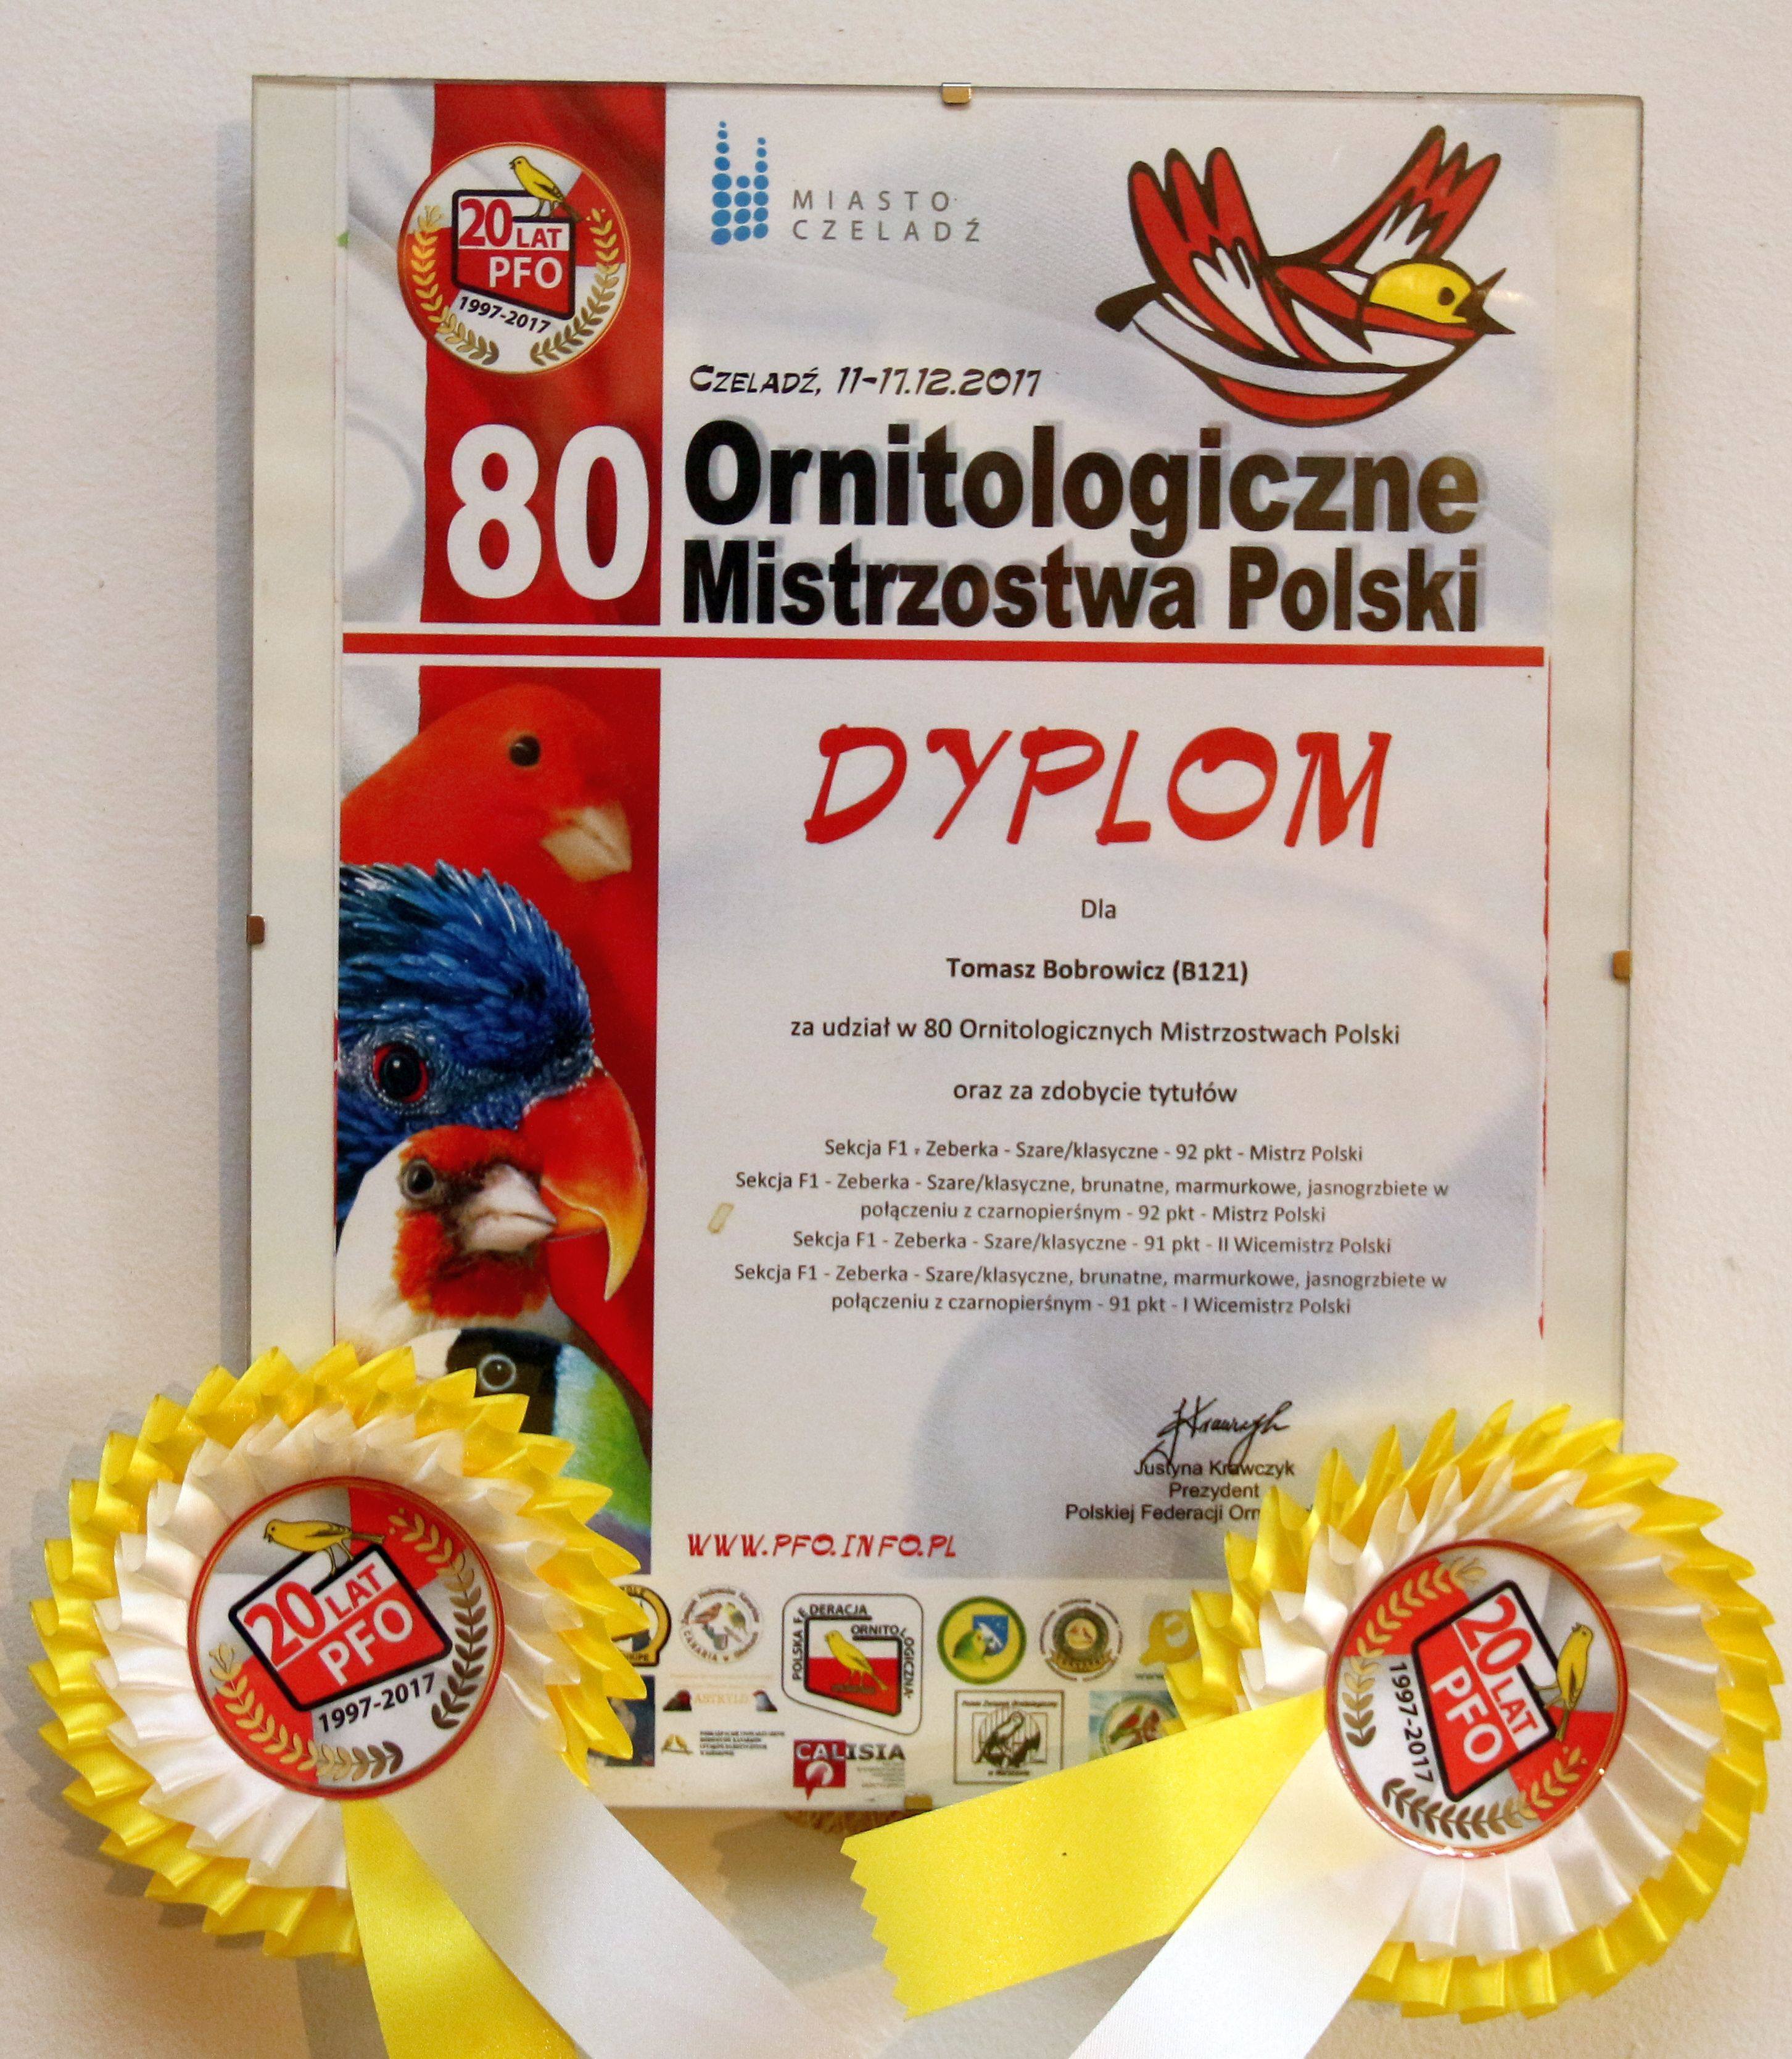 20 LAT
PFO
1997-2017
MIASTO
CZELADŹ
CZELADŹ, 11-17.12.2017
80 Ornitologiczne
Mistrzostwa Polski
DYPLOM
Dla
Tomasz Bobrowicz (B121)
za udział w 80 Ornitologicznych Mistrzostwach Polski
oraz za zdobycie tytułów
Sekcja F1 - Zeberka - Szare/klasyczne - 92 pkt - Mistrz Polski
Sekcja F1 - Zeberka - Szare/klasyczne, brunatne, marmurkowe, jasnogrzbiete w
połączeniu z czarnopierśnym - 92 pkt - Mistrz Polski
Sekcja F1 - Zeberka - Szare/klasyczne - 91 pkt - II Wicemistrz Polski
Sekcja F1 - Zeberka - Szare/klasyczne, brunatne, marmurkowe, jasnogrzbiete w
połączeniu z czarnopierśnym - 91 pkt - I Wicemistrz Polski
Justyna Krawczyk
Prezydent
Polskiej Federacji
WWW.PFO.INFO.PL
POLSKA FEDERACJA
ORNITOLOGICZNA
ASTRYLD
CALISIA
20 LAT
PFO
1997-2017
20 LAT
PFO
1997-2017